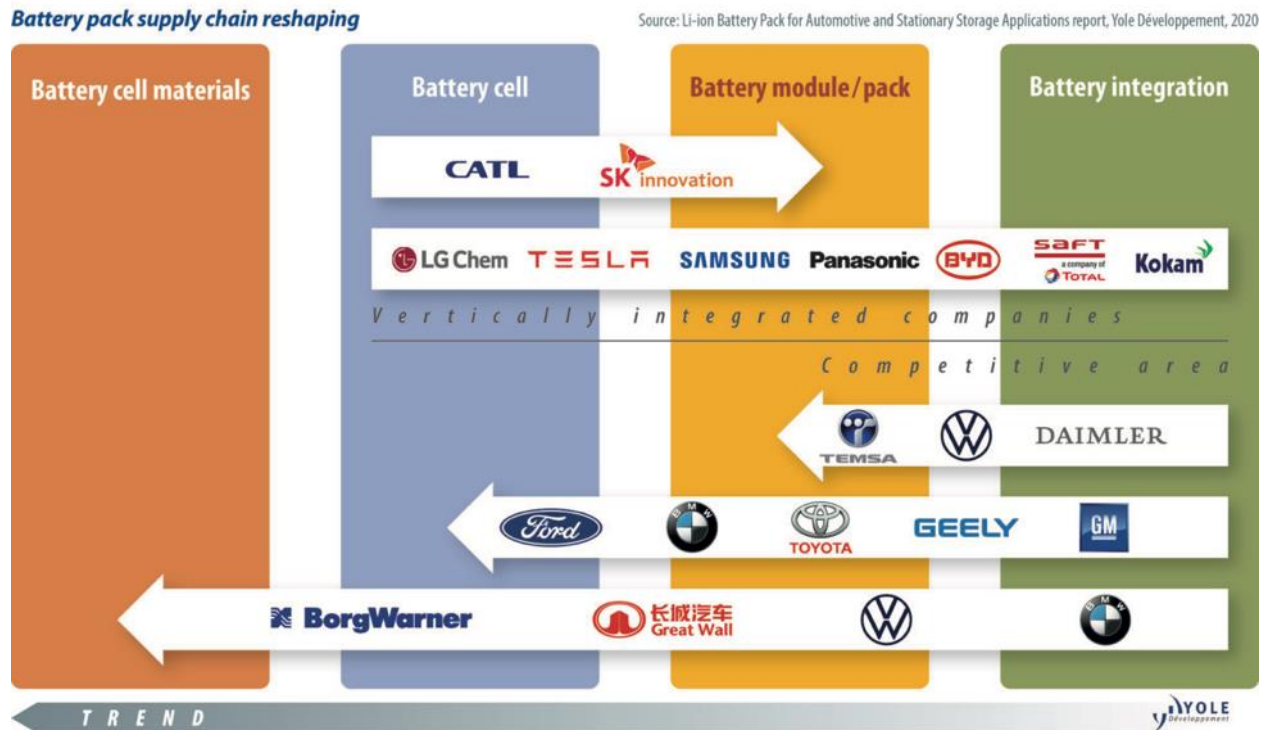 Battery pack supply chain reshaping
Source: Li-ion Battery Pack for Automotive and Stationary Storage Applications report, Yole Développement, 2020
Battery cell materials
Battery cell
Battery module/pack
Battery integration
CATL
SK innovation
LG Chem
TESLA
SAMSUNG
Panasonic
BYD
SAFT
a company of
TOTAL
Kokam
Vertically integrated companies
Competitive area
TEMSA
VW
DAIMLER
Ford
BMW
TOYOTA
GEELY
GM
BorgWarner
长城汽车
Great Wall
VW
BMW
TREND
YOLE
Développement